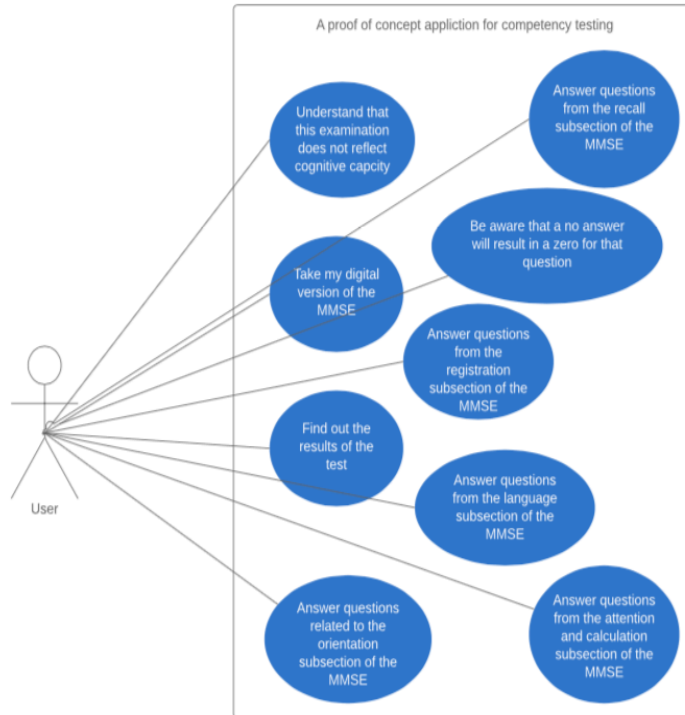 A proof of concept appliction for competency testing
Understand that
this examination
does not reflect
cognitive capcity
Answer questions
from the recall
subsection of the
MMSE
Be aware that a no answer
will result in a zero for that
question
Take my digital
version of the
MMSE
Answer questions
from the
registration
subsection of the
MMSE
Find out the
results of the
test
Answer questions
from the language
subsection of the
MMSE
User
Answer questions
related to the
orientation
subsection of the
MMSE
Answer questions
from the attention
and calculation
subsection of the
MMSE